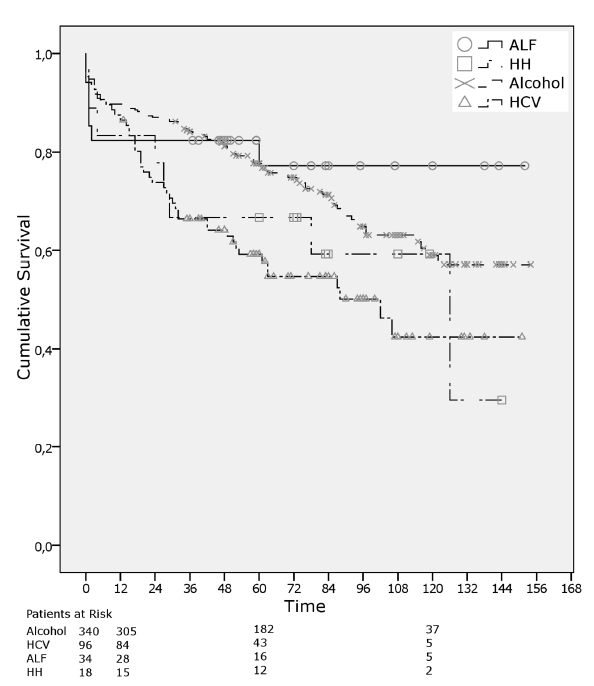 ALF
HH
Alcohol
HCV
1,0
0,8
0,6
0,4
0,2
0,0
Cumulative Survival
0 12 24 36 48 60 72 84 96 108 120 132 144 156 168
Time
Patients at Risk
Alcohol 340 305 182 37
HCV 96 84 43 5
ALF 34 28 16 5
HH 18 15 12 2